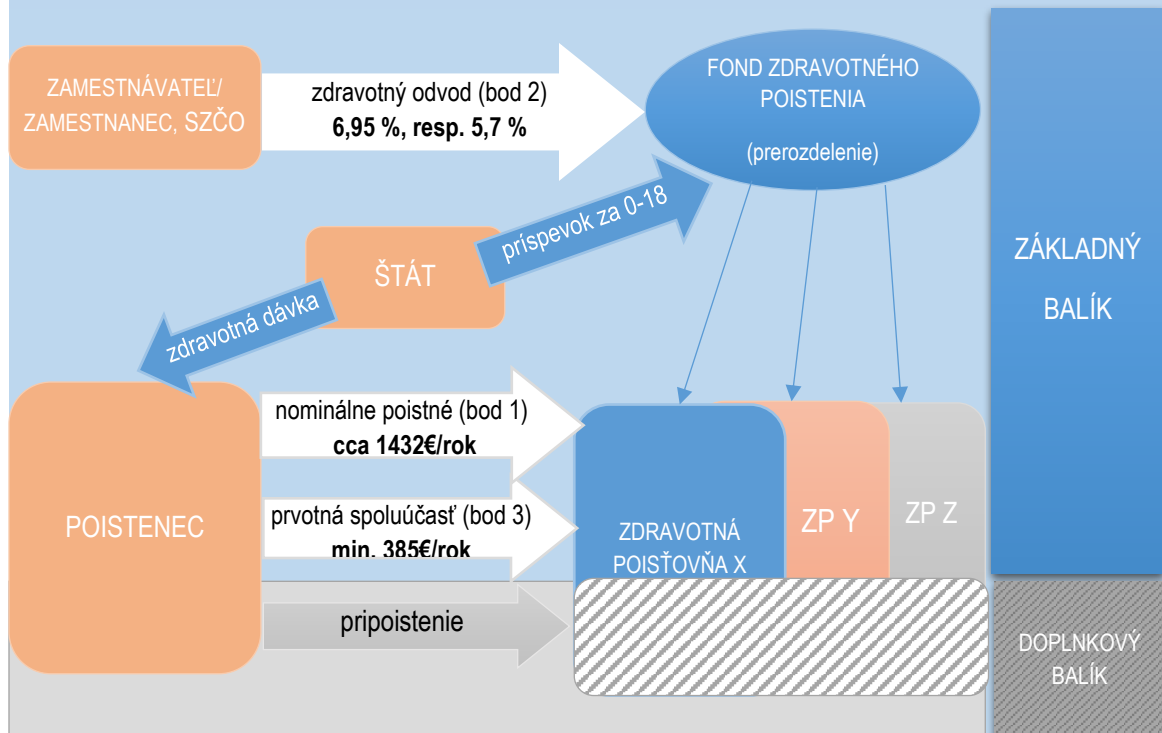 ZAMESTNÁVATEĽ/
ZAMESTNANEC, SZČO
zdravotný odvod (bod 2)
6,95 %, resp. 5,7 %
FOND ZDRAVOTNÉHO
POISTENIA
(prerozdelenie)
príspevok za 0-18
ŠTÁT
zdravotná dávka
ZÁKLADNÝ
BALÍK
POISTENEC
nominálne poistné (bod 1)
cca 1432€/rok
prvotná spoluúčasť (bod 3)
min. 385€/rok
pripoistenie
ZDRAVOTNÁ
POISŤOVŇA X
ZP Y
ZP Z
DOPLNKOVÝ
BALÍK